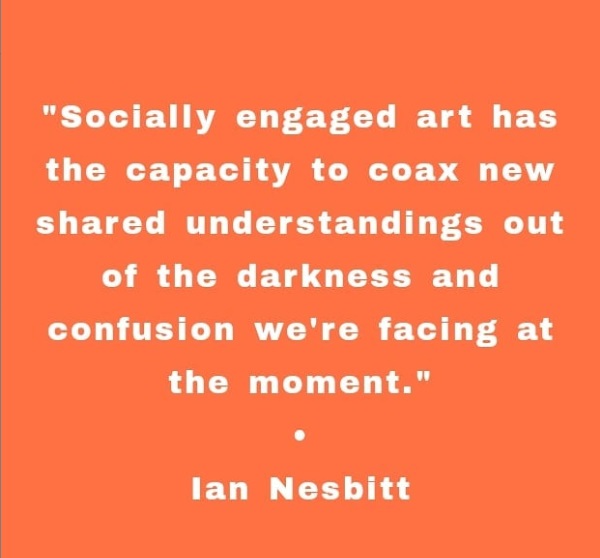 "Socially engaged art has
the capacity to coax new
shared understandings out
of the darkness and
confusion we're facing at
the moment."
•
Ian Nesbitt